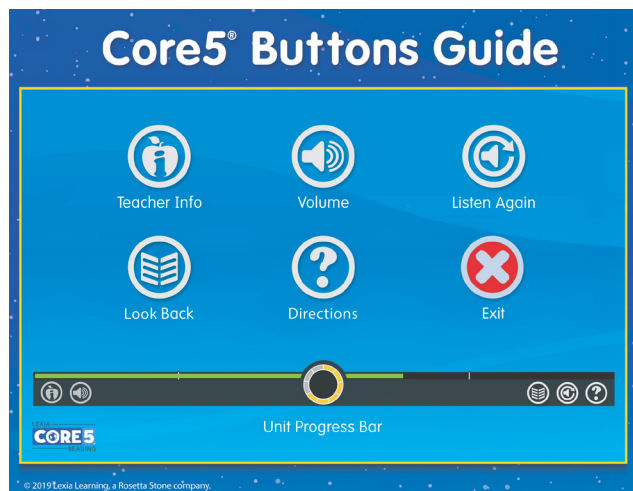 Core5® Buttons Guide
Teacher Info
Volume
Listen Again
Look Back
Directions
Exit
Unit Progress Bar
LEXIA
CORE5
READING
© 2019 Lexia Learning, a Rosetta Stone company.